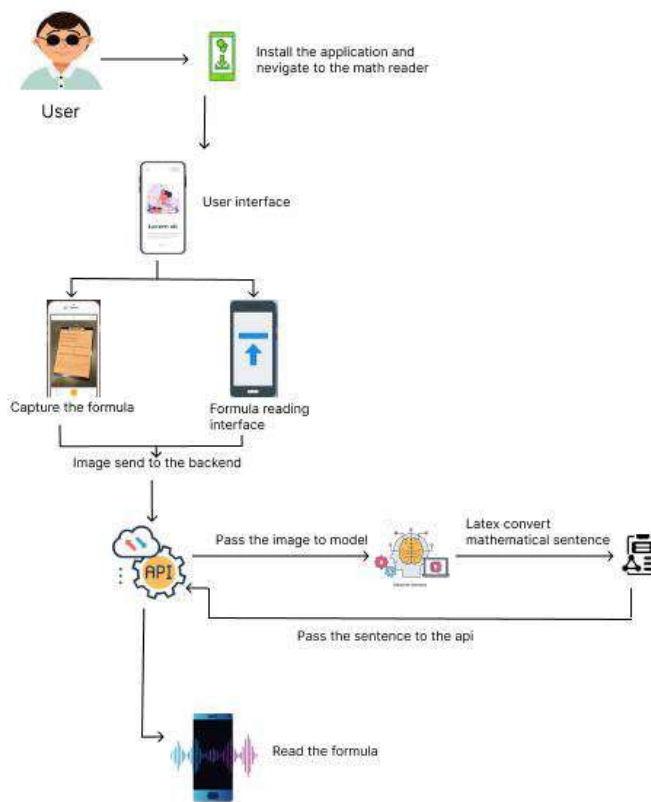 Install the application and
nevigate to the math reader
User
User interface
Capture the formula
Formula reading
interface
Image send to the backend
API
Pass the image to model
Latex convert
mathematical sentence
Pass the sentence to the api
Read the formula